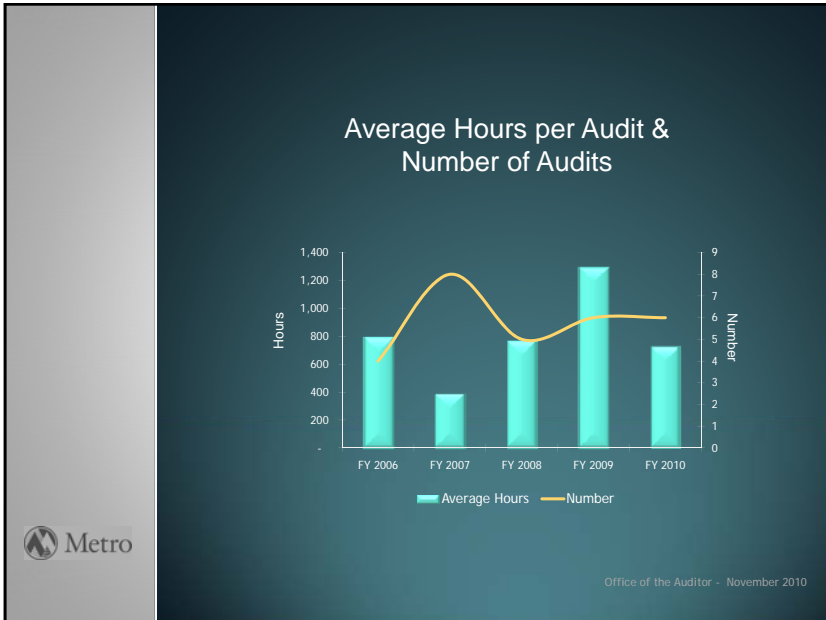 Average Hours per Audit &
Number of Audits
1,400
1,200
1,000
800
600
400
200
-
Hours
9
8
7
6
5
4
3
2
1
0
Number
FY 2006 FY 2007 FY 2008 FY 2009 FY 2010
Average Hours Number
Metro
Office of the Auditor - November 2010